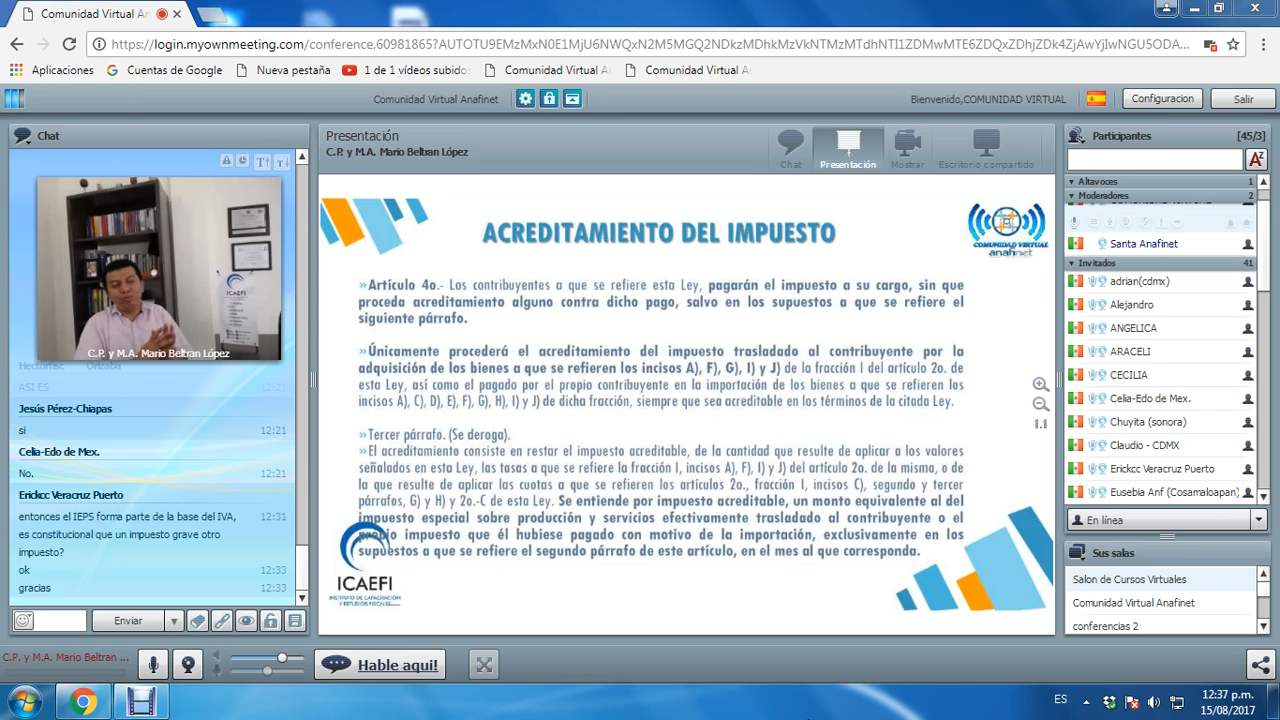 Comunidad Virtual An
https://login.myownmeeting.com/conference,60981865?AUTOTU9EMzMxN0E1MjU6NWQxN2M5MGQ2NDkzMDhkMzVkNTMzMTdhNTI1ZDMwMTE6ZDQxZDhjZDk4ZjAwYjIwNGU5ODA...
Aplicaciones
Cuentas de Google
Nueva pestaña
1 de 1 vídeos subidos
Comunidad Virtual A
Comunidad Virtual A
Comunidad Virtual Anafinet
Bienvenido,COMUNIDAD VIRTUAL
Configuracion
Salir
Chat
ICAEFI
C.P. y M.A. Mario Beltran López
Orizaba
ASI ES 12:21
Jesús Pérez-Chiapas
si 12:21
Celia-Edo de Mex.
No. 12:21
Erickcc Veracruz Puerto
entonces el IEPS forma parte de la base del IVA, 12:31
es constitucional que un impuesto grave otro
impuesto?
ok 12:33
gracias 12:33
Enviar
Presentación
C.P. y M.A. Mario Beltran López
Chat
Presentación
Mostrar
Escritorio compartido
ACREDITAMIENTO DEL IMPUESTO
COMUNIDAD VIRTUAL
anafinet
»Artículo 4o.- Los contribuyentes a que se refiere esta Ley, pagarán el impuesto a su cargo, sin que
proceda acreditamiento alguno contra dicho pago, salvo en los supuestos a que se refiere el
siguiente párrafo.
»Únicamente procederá el acreditamiento del impuesto trasladado al contribuyente por la
adquisición de los bienes a que se refieren los incisos A), F), G), I) y J) de la fracción I del artículo 2o. de
esta Ley, así como el pagado por el propio contribuyente en la importación de los bienes a que se refieren los
incisos A), C), D), E), F), G), H), I) y J) de dicha fracción, siempre que sea acreditable en los términos de la citada Ley.
»Tercer párrafo. (Se deroga).
»El acreditamiento consiste en restar el impuesto acreditable, de la cantidad que resulte de aplicar a los valores
señalados en esta Ley, las tasas a que se refiere la fracción I, incisos A), F), I) y J) del artículo 2o. de la misma, o de
la que resulte de aplicar las cuotas a que se refieren los artículos 2o., fracción I, incisos C), segundo y tercer
párrafos, G) y H) y 2o.-C de esta Ley. Se entiende por impuesto acreditable, un monto equivalente al del
impuesto especial sobre producción y servicios efectivamente trasladado al contribuyente o el
propio impuesto que él hubiese pagado con motivo de la importación, exclusivamente en los
supuestos a que se refiere el segundo párrafo de este artículo, en el mes al que corresponda.
ICAEFI
INSTITUTO DE CAPACITACIÓN
Y ESTUDIOS FISCALES
1.1
Participantes [45/3]
AZ
Altavoces 1
Moderadores 2
Santa Anafinet
Invitados 41
adrian(cdmx)
Alejandro
ANGELICA
ARACELI
CECILIA
Celia-Edo de Mex.
Chuyita (sonora)
Claudio - CDMX
Erickcc Veracruz Puerto
Eusebia Anf (Cosamaloapan)
En línea
Sus salas
Salon de Cursos Virtuales
Comunidad Virtual Anafinet
conferencias 2
C.P. y M.A. Mario Beltran ...
Hable aqui!
ES
12:37 p.m.
15/08/2017